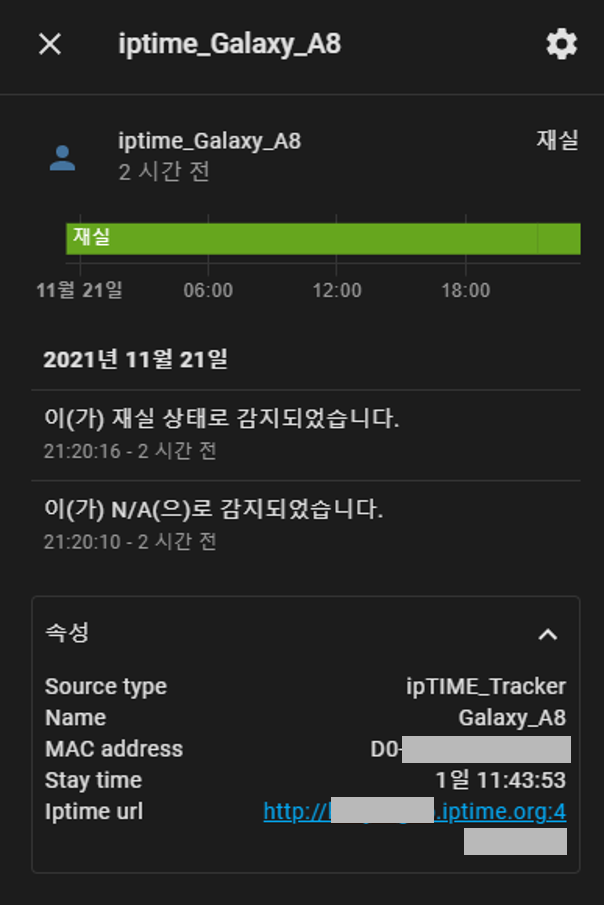 iptime_Galaxy_A8
iptime_Galaxy_A8 재실
2 시간 전
재실
11월 21일 06:00 12:00 18:00
2021년 11월 21일
이(가) 재실 상태로 감지되었습니다.
21:20:16 - 2 시간 전
이(가) N/A(으)로 감지되었습니다.
21:20:10 - 2 시간 전
속성
Source type ipTIME_Tracker
Name Galaxy_A8
MAC address D0-
Stay time 1일 11:43:53
Iptime url http:// .iptime.org:4